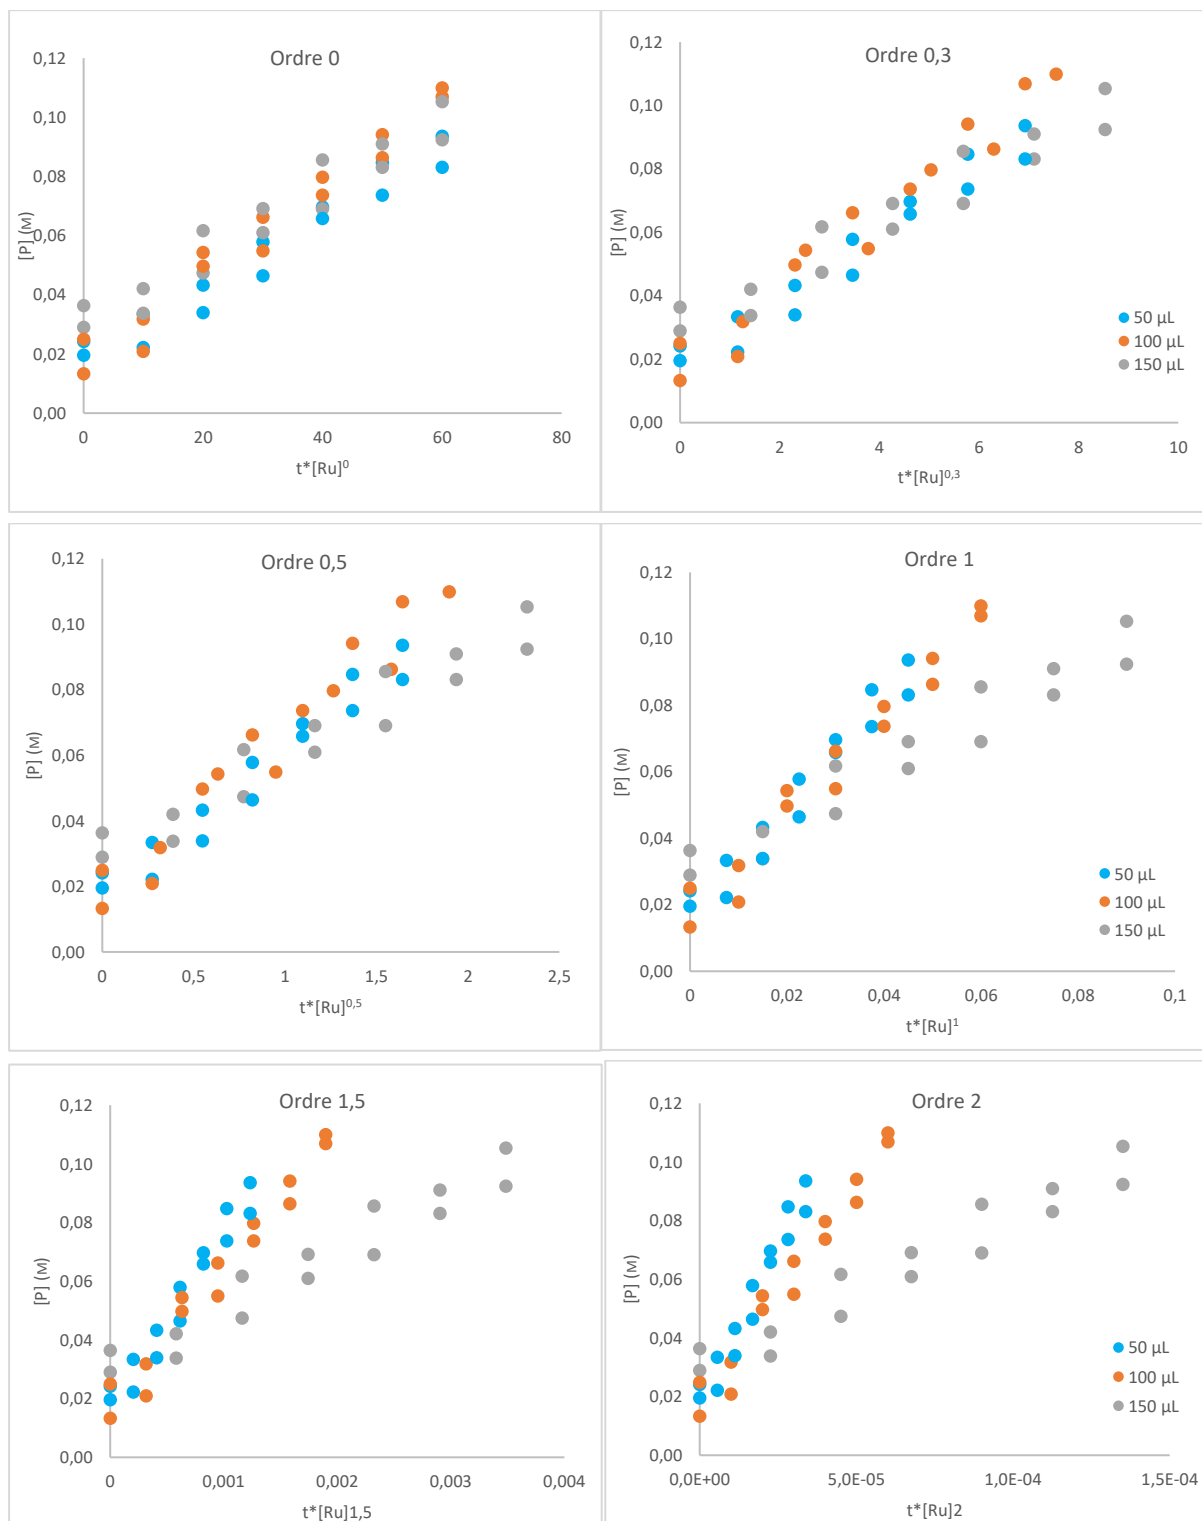 Ordre 0
[P] (M)
0,12
0,10
0,08
0,06
0,04
0,02
0,00
0 20 40 60 80
t*[Ru]⁰
Ordre 0,3
[P] (M)
0,12
0,10
0,08
0,06
0,04
0,02
0,00
50 µL
100 µL
150 µL
0 2 4 6 8 10
t*[Ru]⁰,³
Ordre 0,5
[P] (M)
0,12
0,10
0,08
0,06
0,04
0,02
0,00
0 0,5 1 1,5 2 2,5
t*[Ru]⁰,⁵
Ordre 1
[P] (M)
0,12
0,10
0,08
0,06
0,04
0,02
0,00
50 µL
100 µL
150 µL
0 0,02 0,04 0,06 0,08 0,1
t*[Ru]¹
Ordre 1,5
[P] (M)
0,12
0,10
0,08
0,06
0,04
0,02
0,00
0 0,001 0,002 0,003 0,004
t*[Ru]1,5
Ordre 2
[P] (M)
0,12
0,10
0,08
0,06
0,04
0,02
0,00
50 µL
100 µL
150 µL
0,0E+00 5,0E-05 1,0E-04 1,5E-04
t*[Ru]2